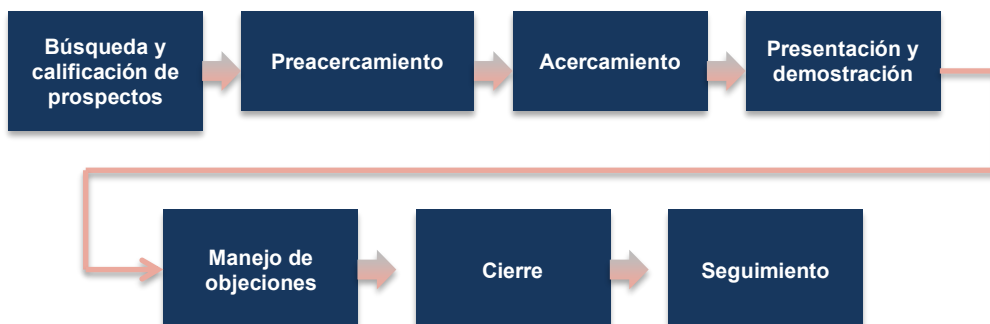 Búsqueda y
calificación de
prospectos
Preacercamiento
Acercamiento
Presentación y
demostración
Manejo de
objeciones
Cierre
Seguimiento